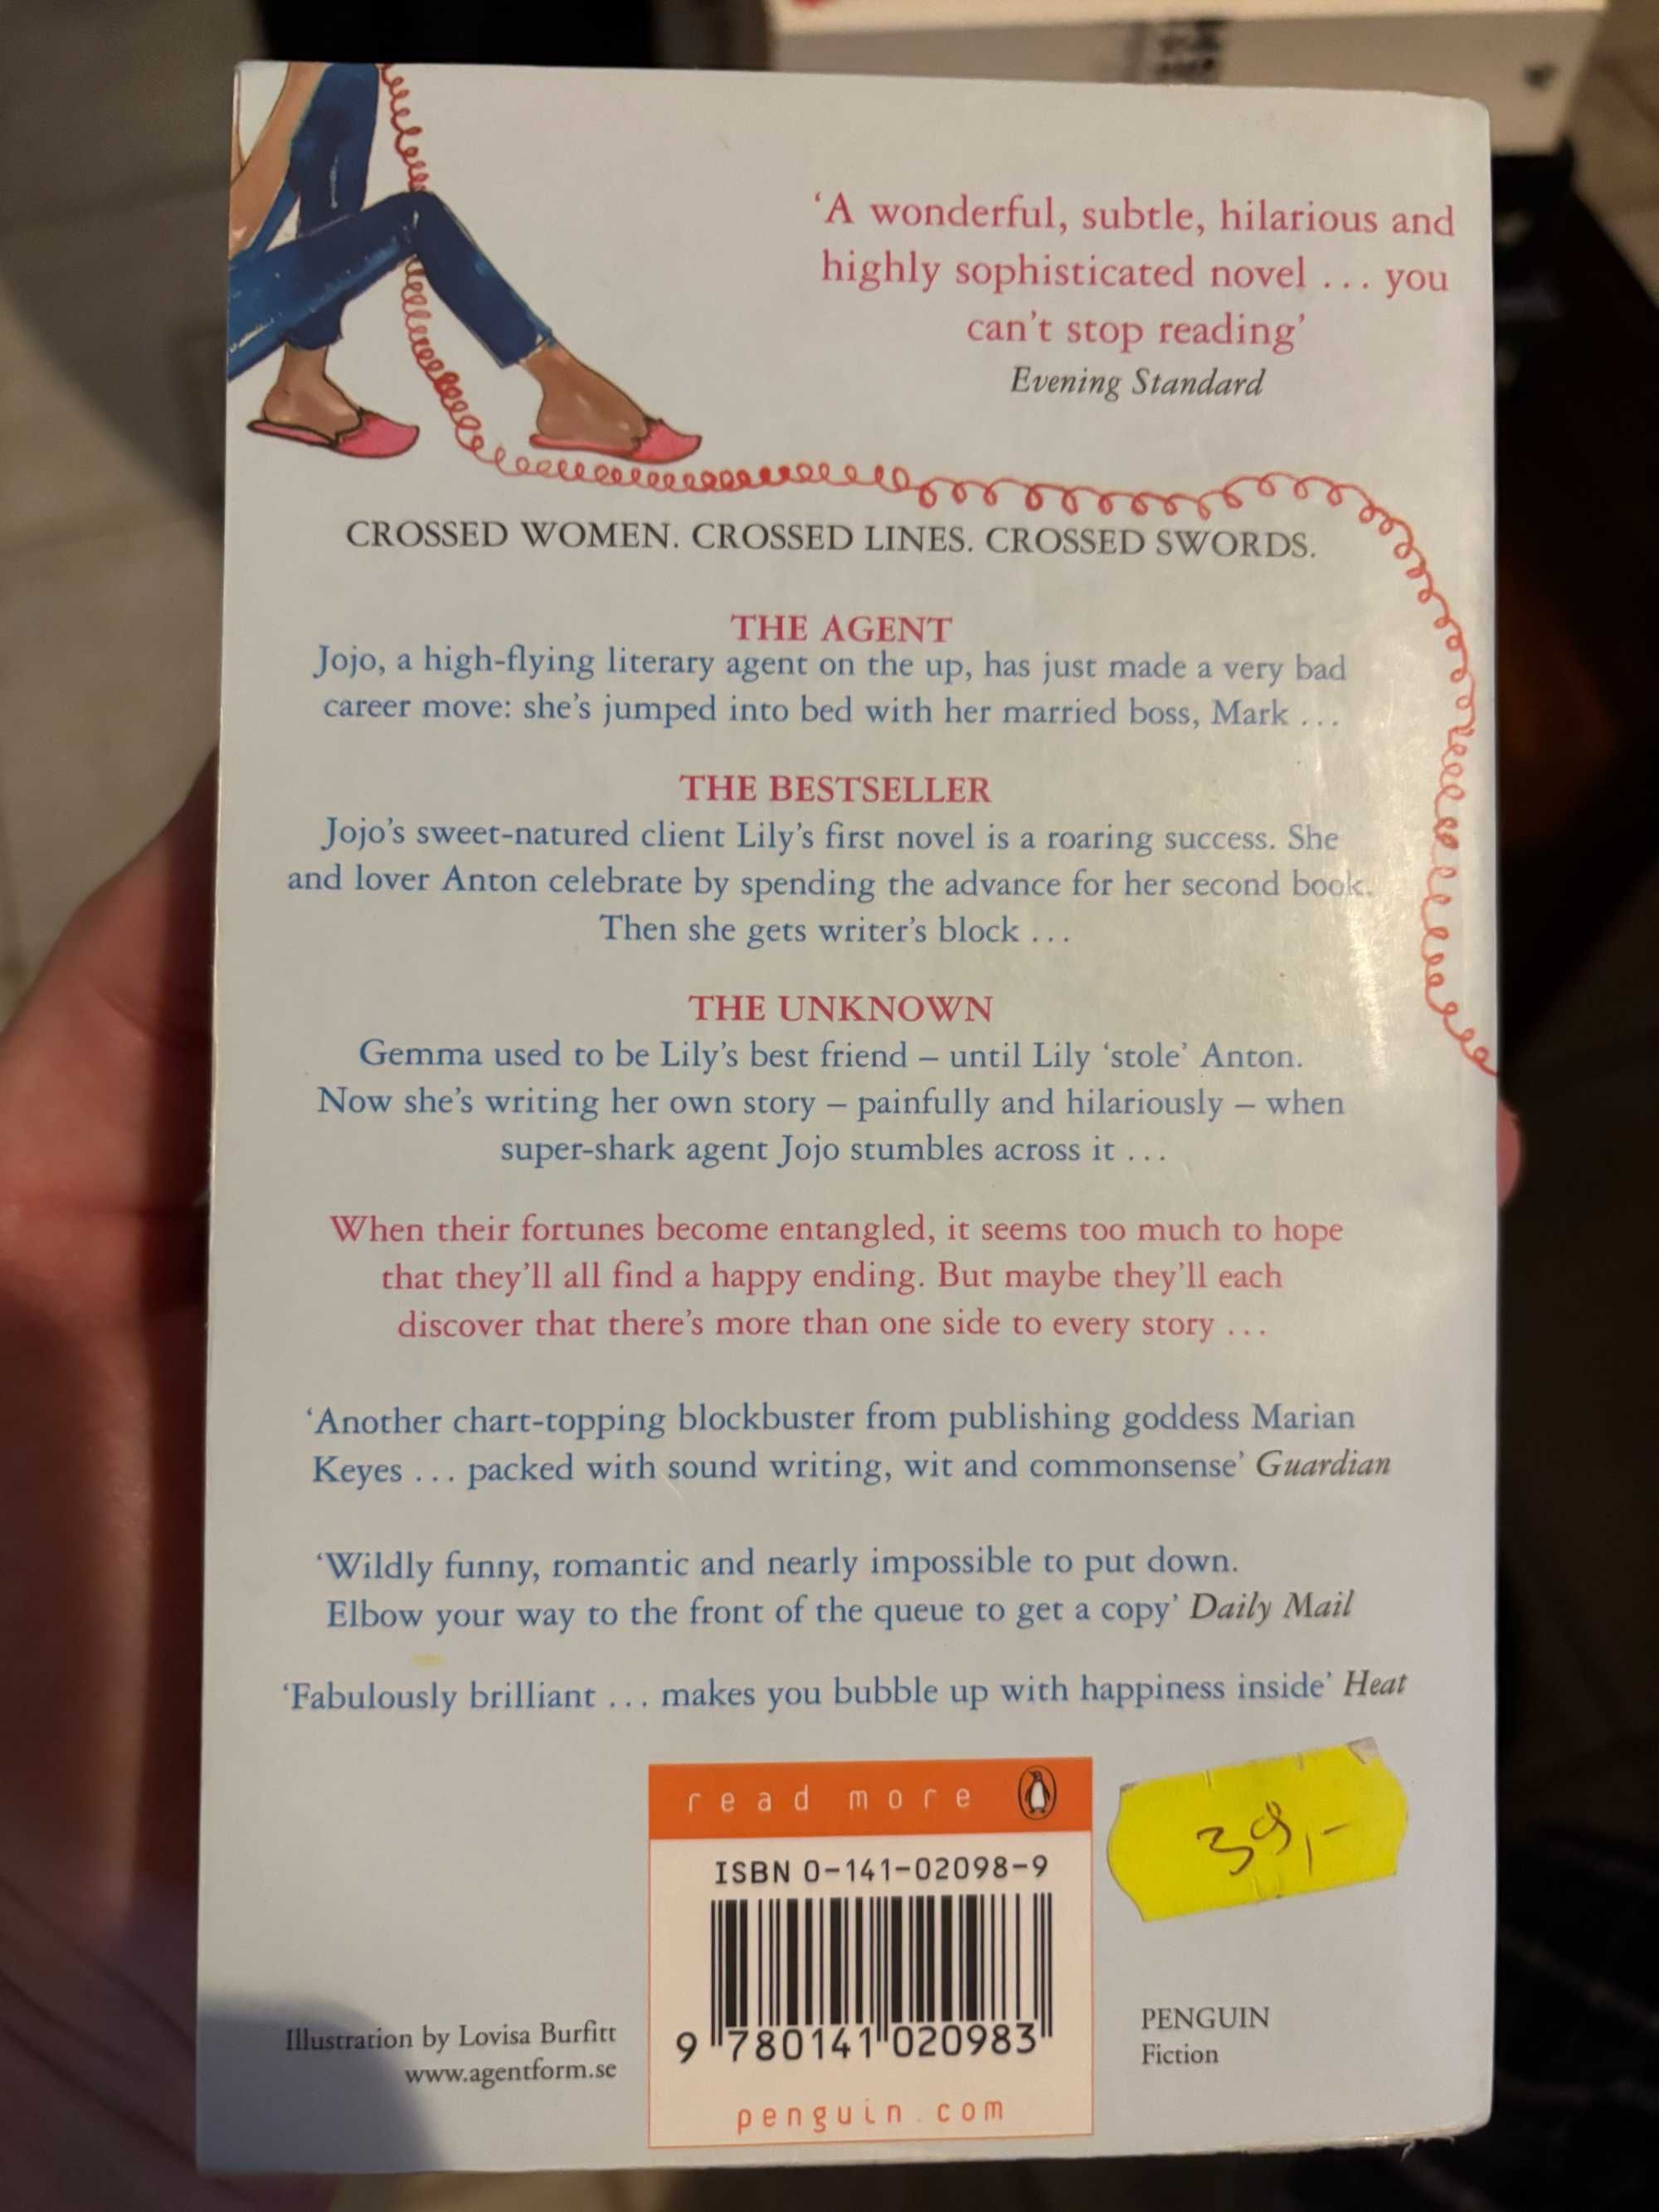 ‘A wonderful, subtle, hilarious and
highly sophisticated novel ... you
can't stop reading’
Evening Standard
CROSSED WOMEN. CROSSED LINES. CROSSED SWORDS.
THE AGENT
Jojo, a high-flying literary agent on the up, has just made a very bad
career move: she's jumped into bed with her married boss, Mark ...
THE BESTSELLER
Jojo's sweet-natured client Lily's first novel is a roaring success. She
and lover Anton celebrate by spending the advance for her second book.
Then she gets writer's block ...
THE UNKNOWN
Gemma used to be Lily's best friend – until Lily ‘stole’ Anton.
Now she's writing her own story – painfully and hilariously – when
super-shark agent Jojo stumbles across it ...
When their fortunes become entangled, it seems too much to hope
that they'll all find a happy ending. But maybe they'll each
discover that there's more than one side to every story ...
‘Another chart-topping blockbuster from publishing goddess Marian
Keyes ... packed with sound writing, wit and commonsense’ Guardian
‘Wildly funny, romantic and nearly impossible to put down.
Elbow your way to the front of the queue to get a copy’ Daily Mail
‘Fabulously brilliant ... makes you bubble up with happiness inside’ Heat
read more
39,-
ISBN 0-141-02098-9
9 780141 020983
penguin.com
Illustration by Lovisa Burfitt
www.agentform.se
PENGUIN
Fiction